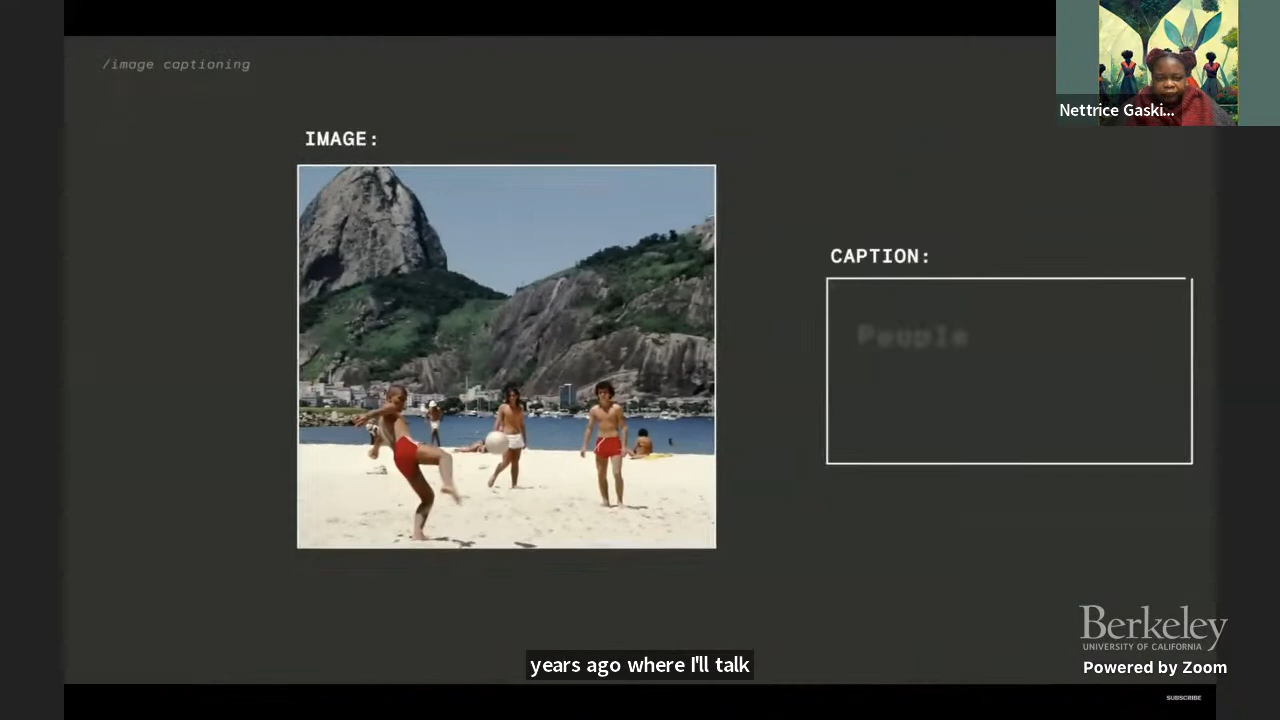 /image captioning
Nettrice Gaski...
IMAGE:
CAPTION:
People
years ago where I'll talk
Berkeley
UNIVERSITY OF CALIFORNIA
Powered by Zoom
SUBSCRIBE